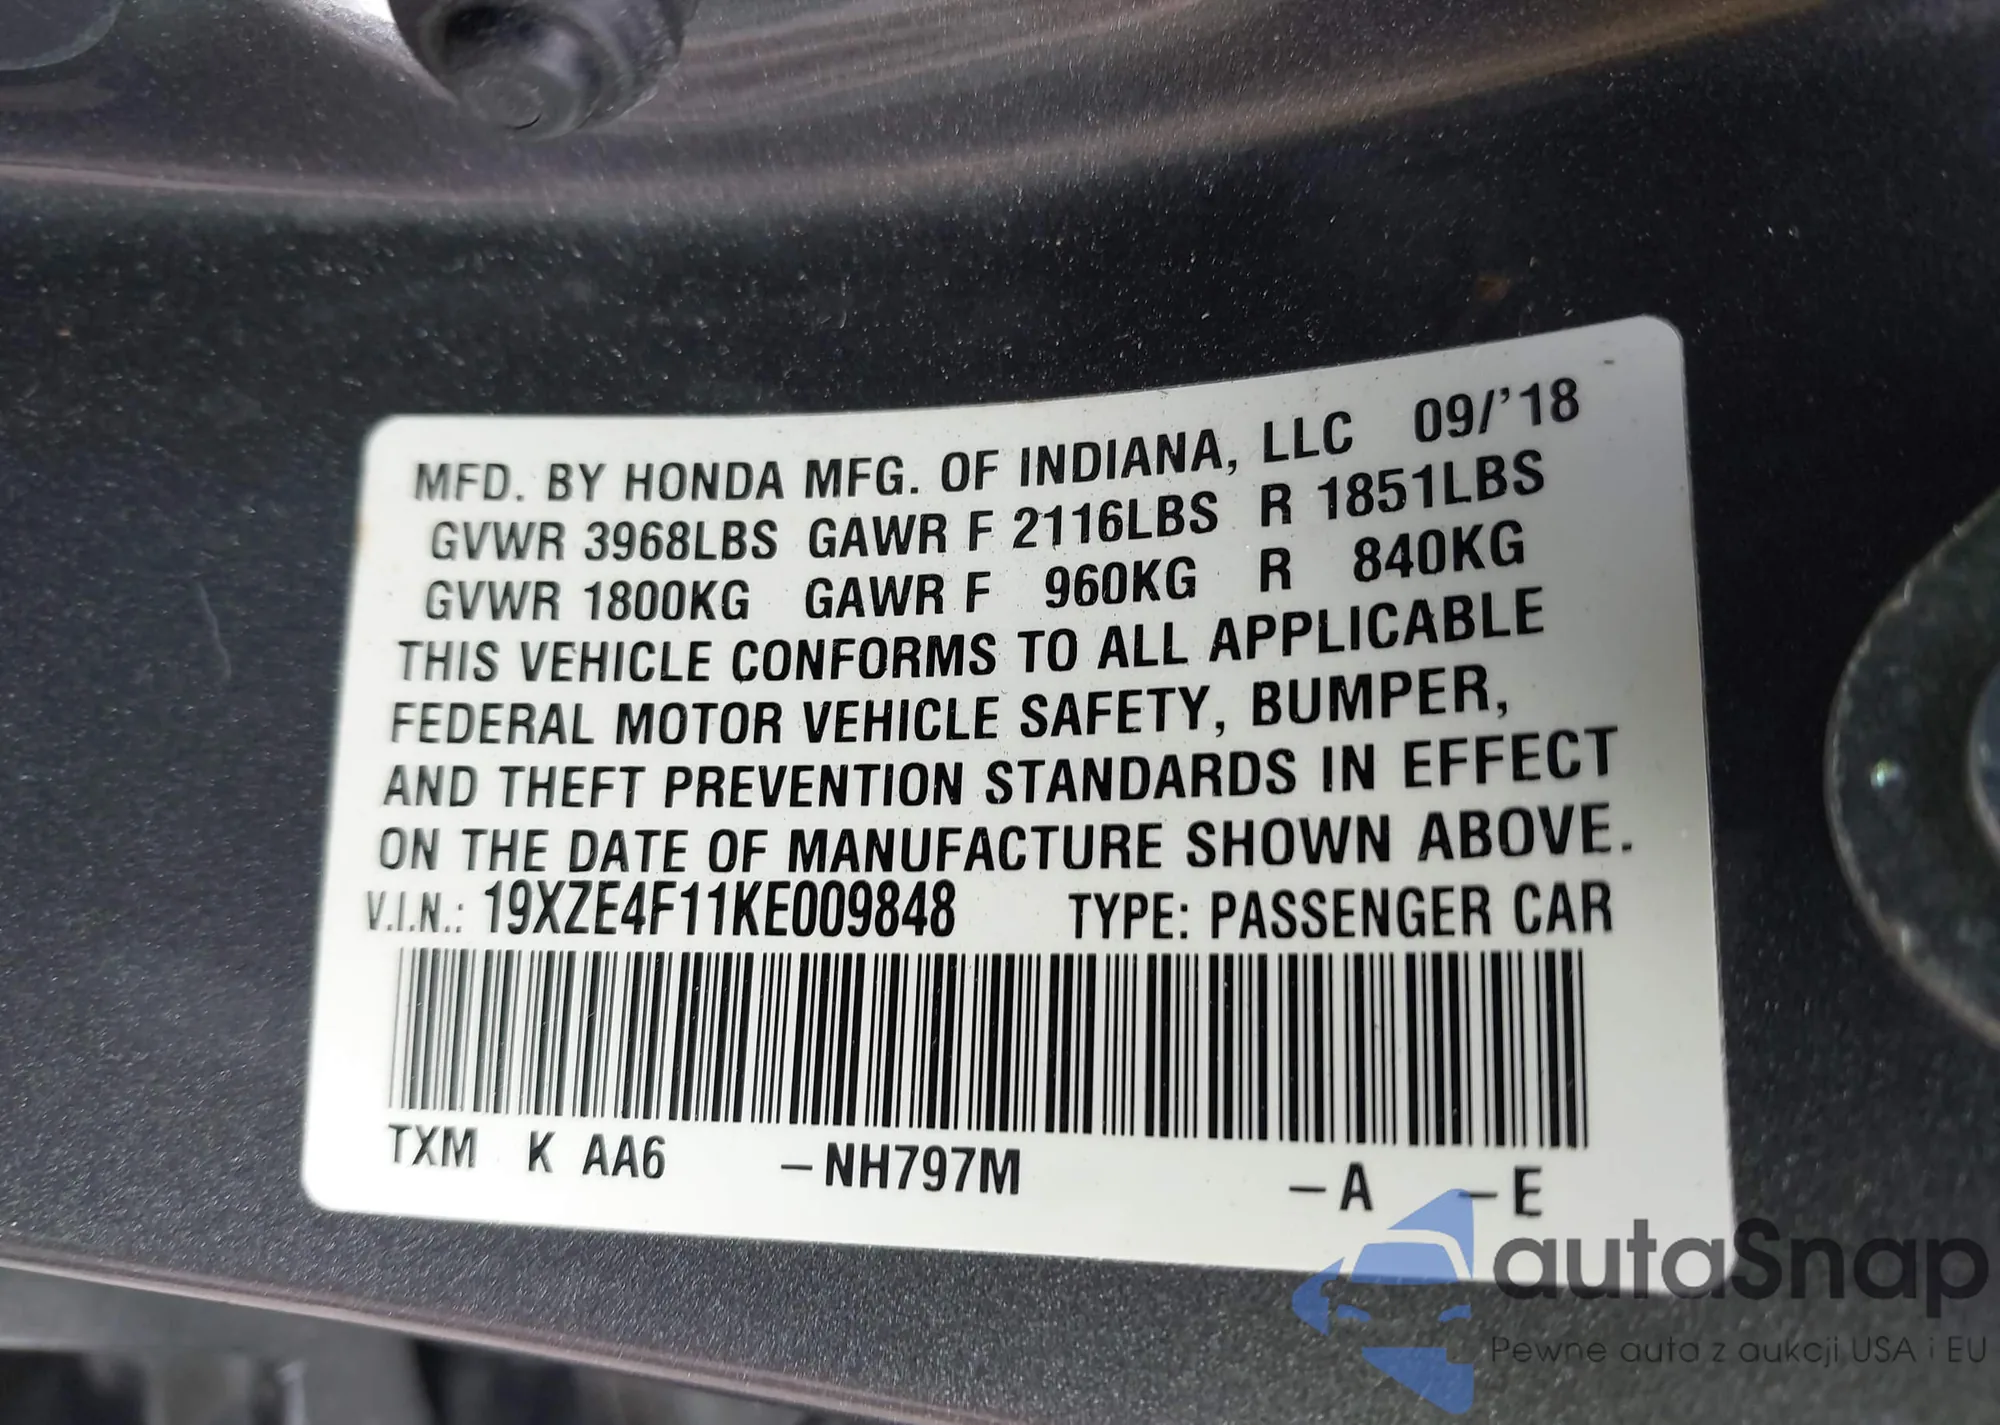 MFD. BY HONDA MFG. OF INDIANA, LLC 09/'18
GVWR 3968LBS GAWR F 2116LBS R 1851LBS
GVWR 1800KG GAWR F 960KG R 840KG
THIS VEHICLE CONFORMS TO ALL APPLICABLE
FEDERAL MOTOR VEHICLE SAFETY, BUMPER,
AND THEFT PREVENTION STANDARDS IN EFFECT
ON THE DATE OF MANUFACTURE SHOWN ABOVE.
V.I.N.: 19XZE4F11KE009848 TYPE: PASSENGER CAR
TXM K AA6 –NH797M –A –E
autaSnap
Pewne auta z aukcji USA i EU